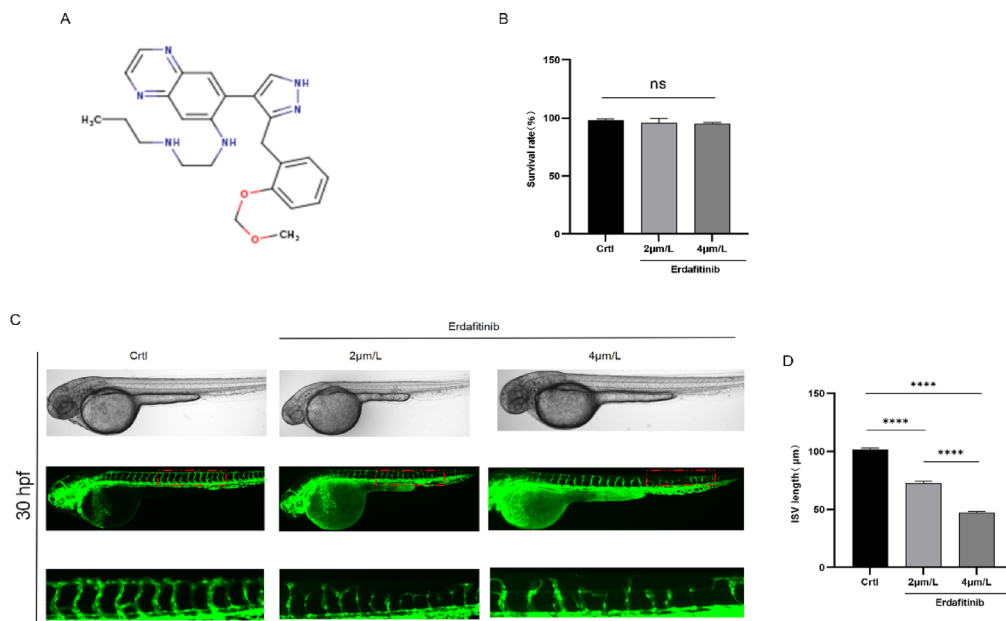 A
N
N
NH
N
H₃C
NH
NH
O
O
CH₃
B
150
100
50
0
Survival rate(%)
ns
Crtl
2μm/L
4μm/L
Erdafitinib
C
Erdafitinib
Crtl
2μm/L
4μm/L
30 hpf
D
150
100
50
0
ISV length(μm)
****
****
****
Crtl
2μm/L
4μm/L
Erdafitinib